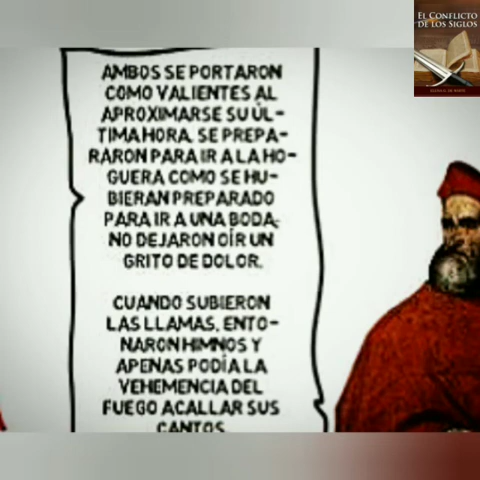 EL CONFLICTO
DE LOS SIGLOS
AMBOS SE PORTARON
COMO VALIENTES AL
APROXIMARSE SU ÚL-
TIMA HORA. SE PREPA-
RARON PARA IR A LA HO-
GUERA COMO SE HU-
BIERAN PREPARADO
PARA IR A UNA BODA;
NO DEJARON OÍR UN
GRITO DE DOLOR.
CUANDO SUBIERON
LAS LLAMAS, ENTO-
NARON HIMNOS Y
APENAS PODÍA LA
VEHEMENCIA DEL
FUEGO ACALLAR SUS
CANTOS